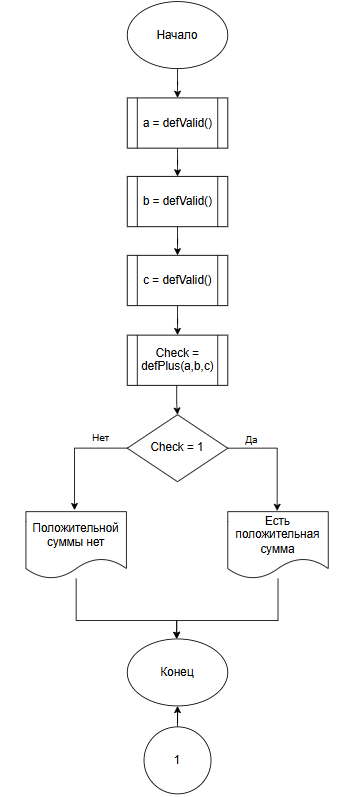 Начало
a = defValid()
b = defValid()
c = defValid()
Check =
defPlus(a,b,c)
Check = 1
Нет
Да
Положительной
суммы нет
Есть
положительная
сумма
Конец
1